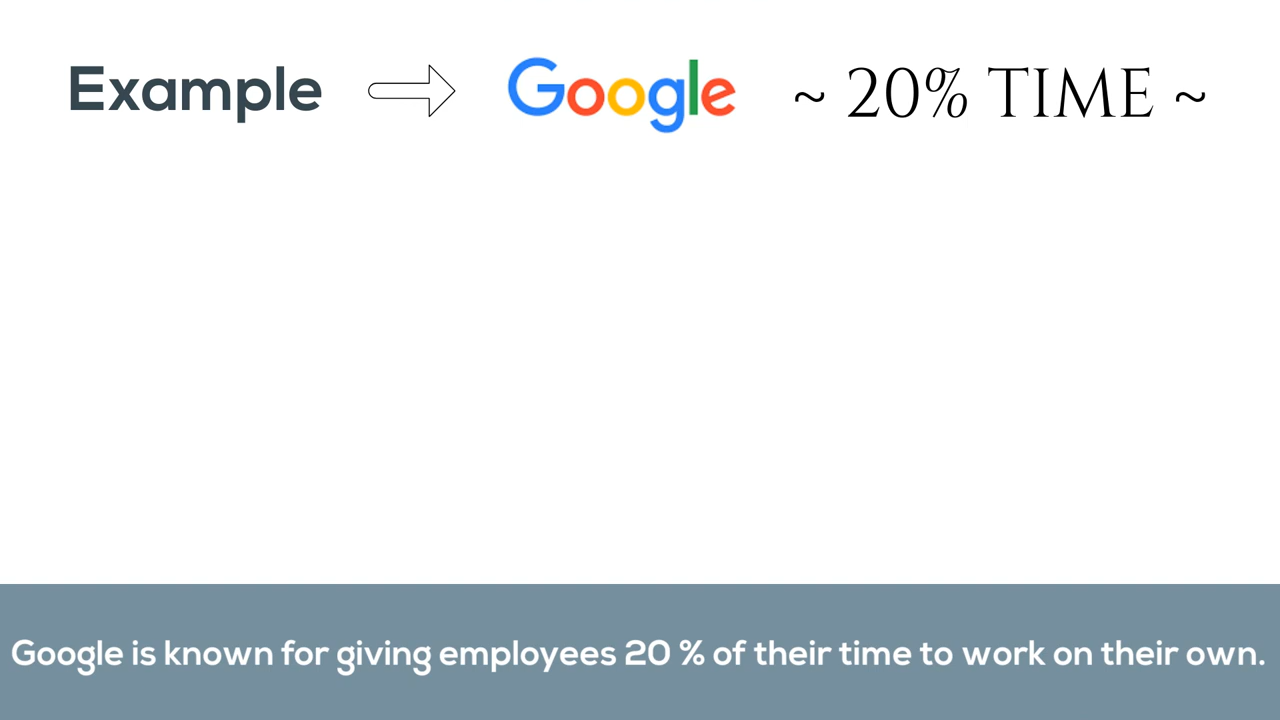 Example Google ~ 20% TIME ~
Google is known for giving employees 20 % of their time to work on their own.